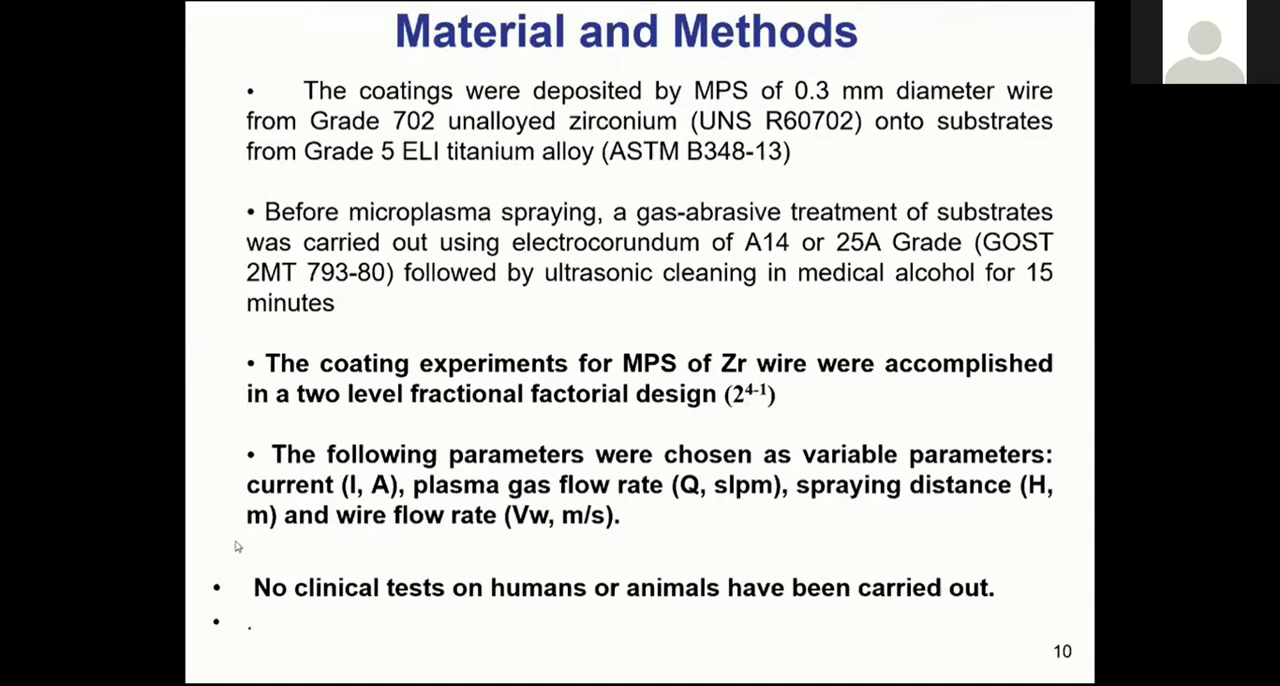 Material and Methods
• The coatings were deposited by MPS of 0.3 mm diameter wire
from Grade 702 unalloyed zirconium (UNS R60702) onto substrates
from Grade 5 ELI titanium alloy (ASTM B348-13)
• Before microplasma spraying, a gas-abrasive treatment of substrates
was carried out using electrocorundum of A14 or 25A Grade (GOST
2MT 793-80) followed by ultrasonic cleaning in medical alcohol for 15
minutes
• The coating experiments for MPS of Zr wire were accomplished
in a two level fractional factorial design (2⁴⁻¹)
• The following parameters were chosen as variable parameters:
current (I, A), plasma gas flow rate (Q, slpm), spraying distance (H,
m) and wire flow rate (Vw, m/s).
• No clinical tests on humans or animals have been carried out.
• .
10